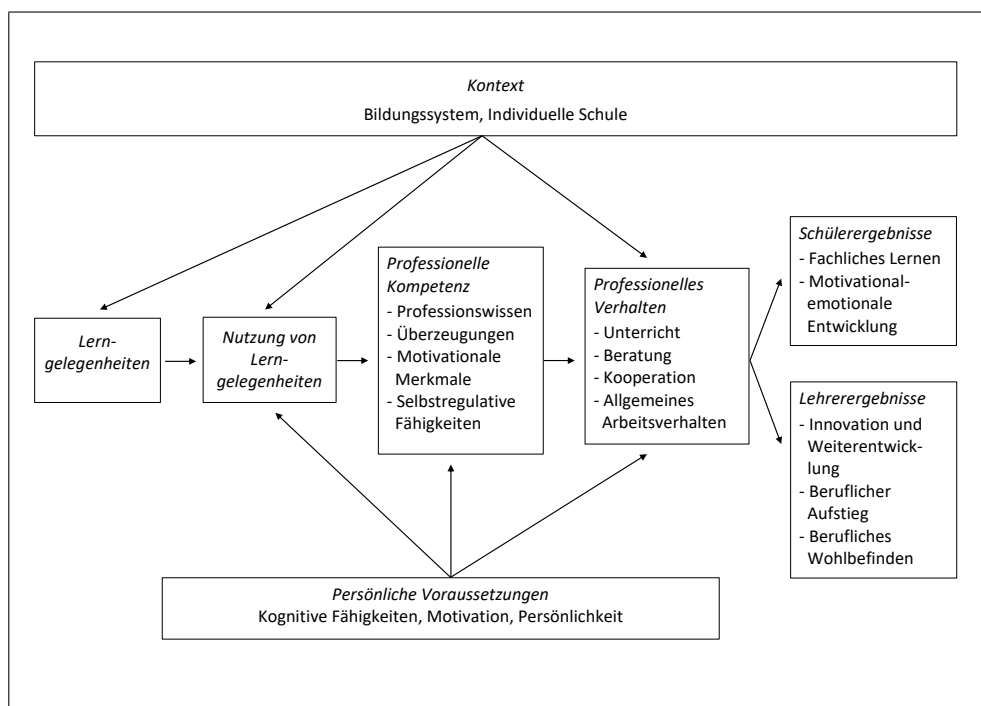 Kontext
Bildungssystem, Individuelle Schule
Lern-
gelegenheiten
Nutzung von
Lern-
gelegenheiten
Professionelle
Kompetenz
- Professionswissen
- Überzeugungen
- Motivationale
Merkmale
- Selbstregulative
Fähigkeiten
Professionelles
Verhalten
- Unterricht
- Beratung
- Kooperation
- Allgemeines
Arbeitsverhalten
Schülerergebnisse
- Fachliches Lernen
- Motivational-
emotionale
Entwicklung
Lehrerergebnisse
- Innovation und
Weiterentwick-
lung
- Beruflicher
Aufstieg
- Berufliches
Wohlbefinden
Persönliche Voraussetzungen
Kognitive Fähigkeiten, Motivation, Persönlichkeit